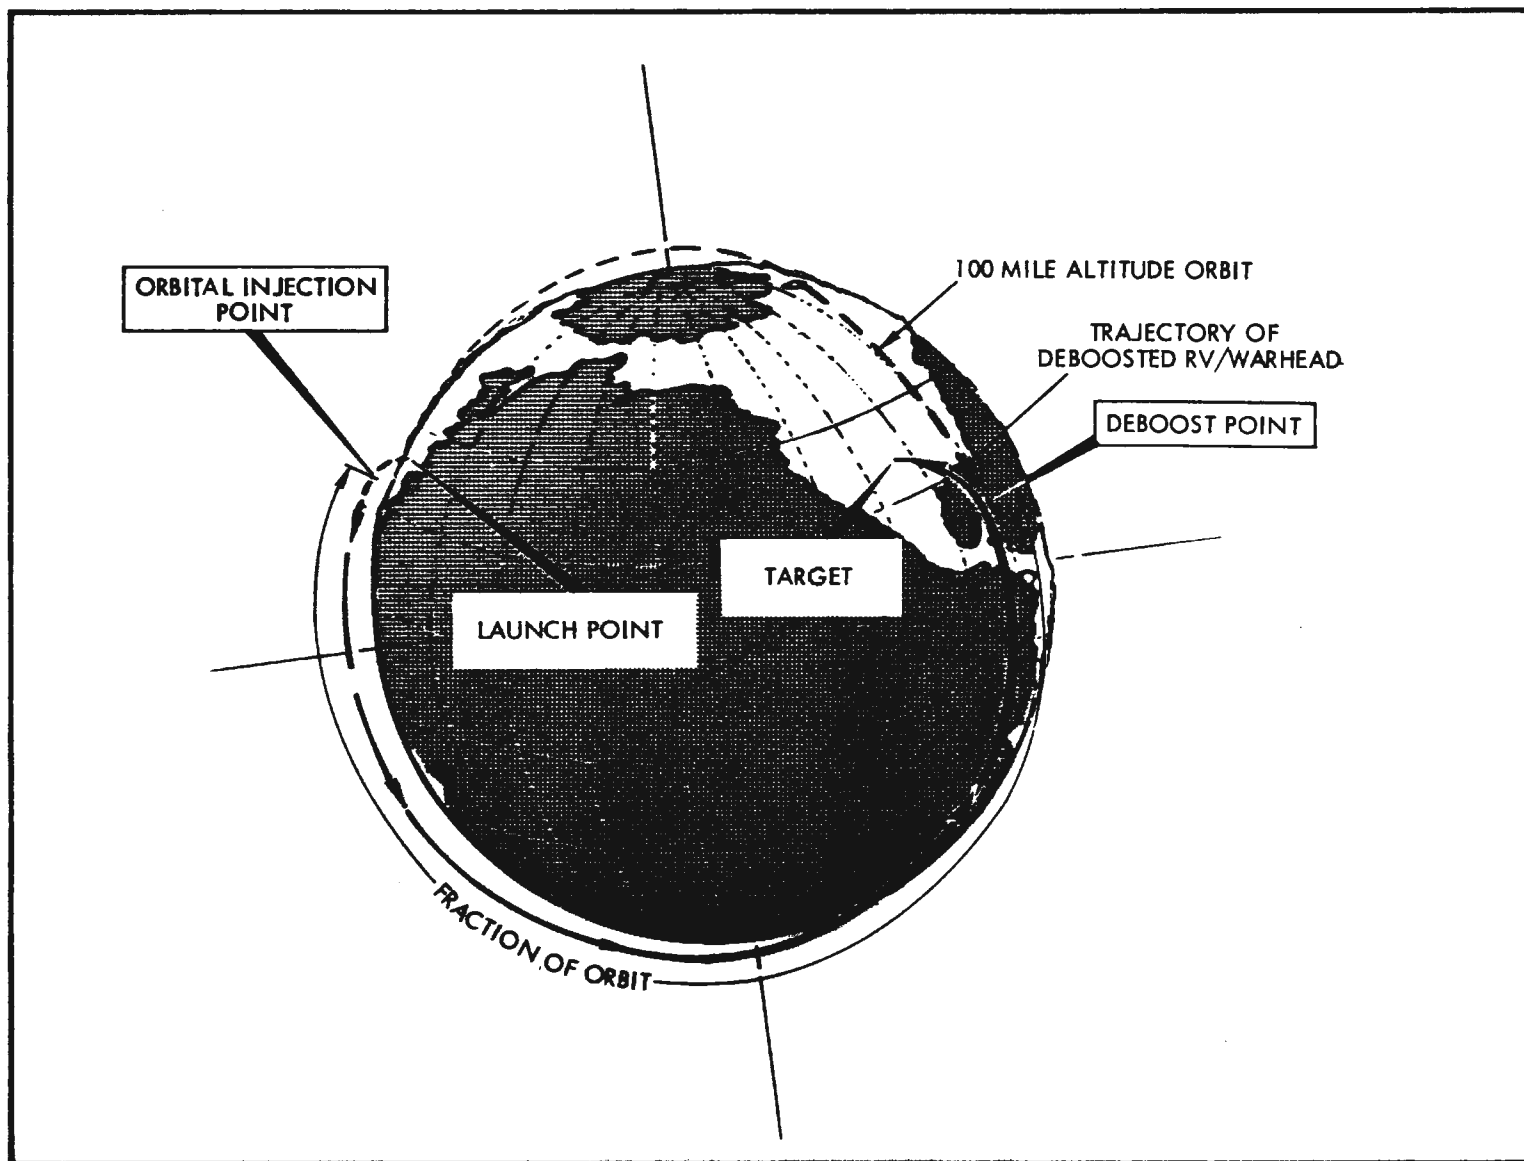 ORBITAL INJECTION
POINT
100 MILE ALTITUDE ORBIT
TRAJECTORY OF
DEBOOSTED RV/WARHEAD
DEBOOST POINT
TARGET
LAUNCH POINT
FRACTION OF ORBIT